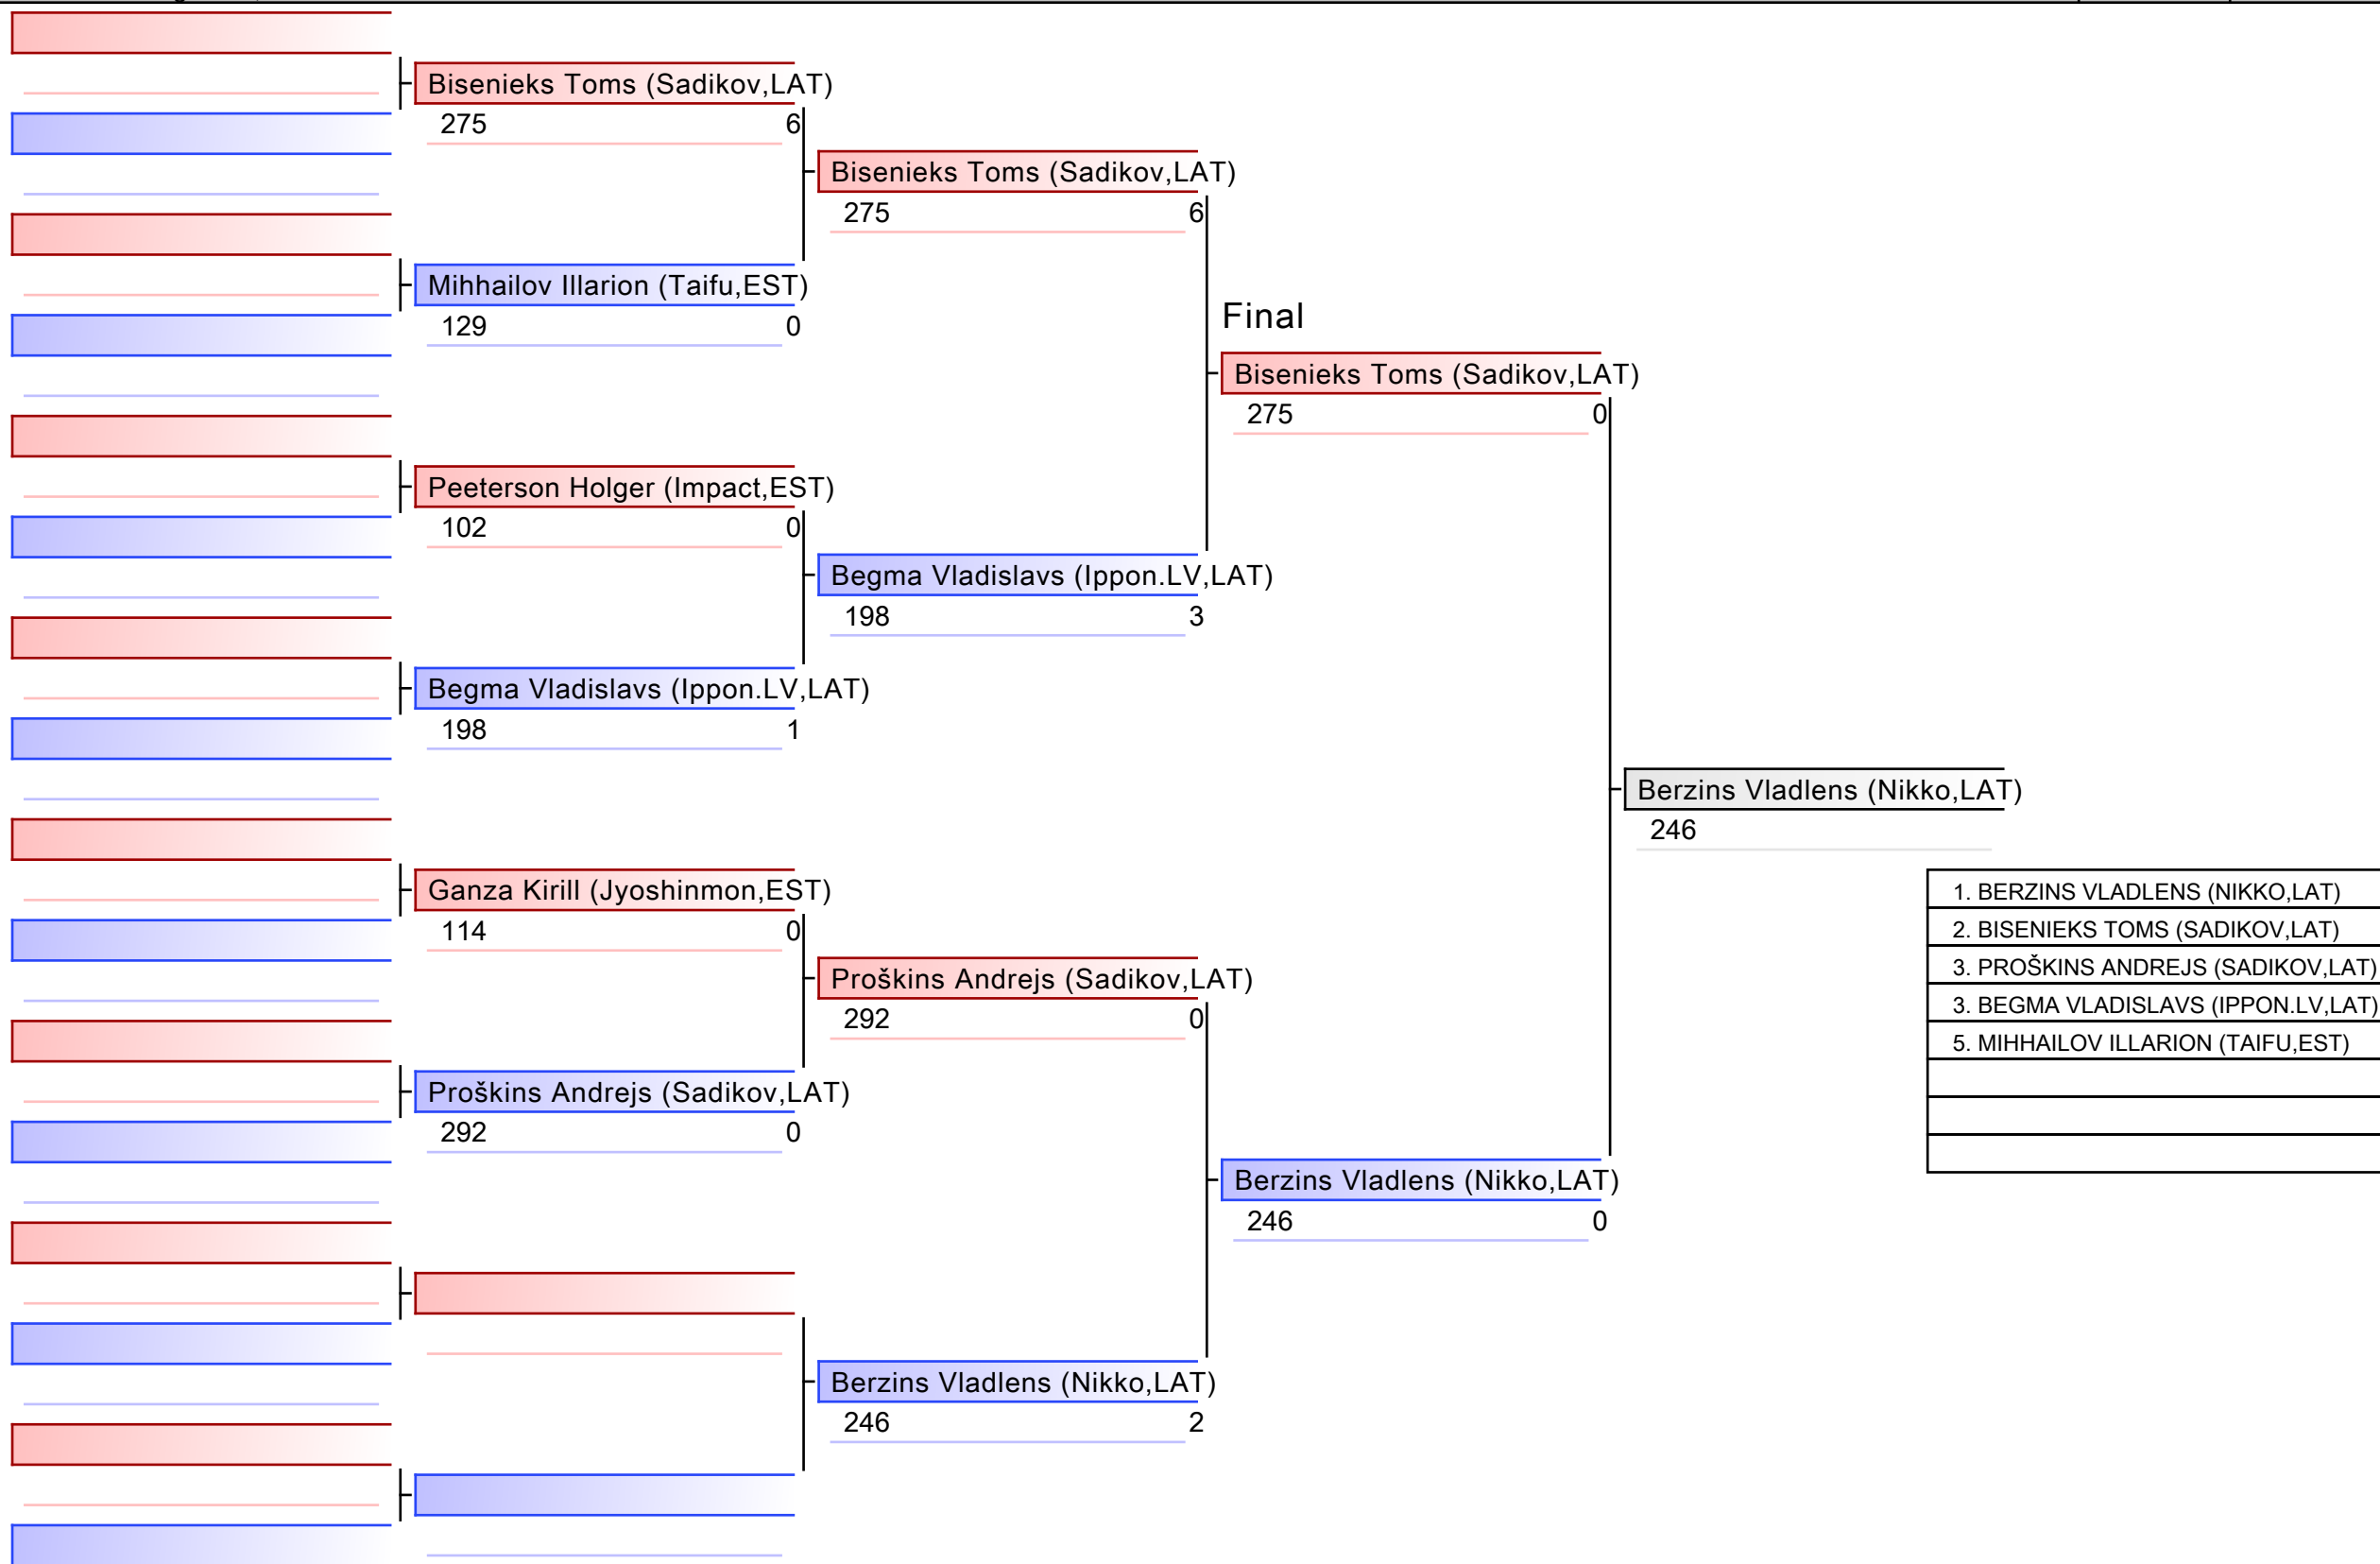 Bisenieks Toms (Sadikov,LAT)
275 6
Bisenieks Toms (Sadikov,LAT)
275 6
Mihhailov Illarion (Taifu,EST)
129 0
Final
Bisenieks Toms (Sadikov,LAT)
275 0
Peeterson Holger (Impact,EST)
102 0
Begma Vladislavs (Ippon.LV,LAT)
198 3
Begma Vladislavs (Ippon.LV,LAT)
198 1
Berzins Vladlens (Nikko,LAT)
246
Ganza Kirill (Jyoshinmon,EST)
114 0
1. BERZINS VLADLENS (NIKKO,LAT)
2. BISENIEKS TOMS (SADIKOV,LAT)
3. PROŠKINS ANDREJS (SADIKOV,LAT)
3. BEGMA VLADISLAVS (IPPON.LV,LAT)
5. MIHHAILOV ILLARION (TAIFU,EST)
Proškins Andrejs (Sadikov,LAT)
292 0
Proškins Andrejs (Sadikov,LAT)
292 0
Berzins Vladlens (Nikko,LAT)
246 0
Berzins Vladlens (Nikko,LAT)
246 2